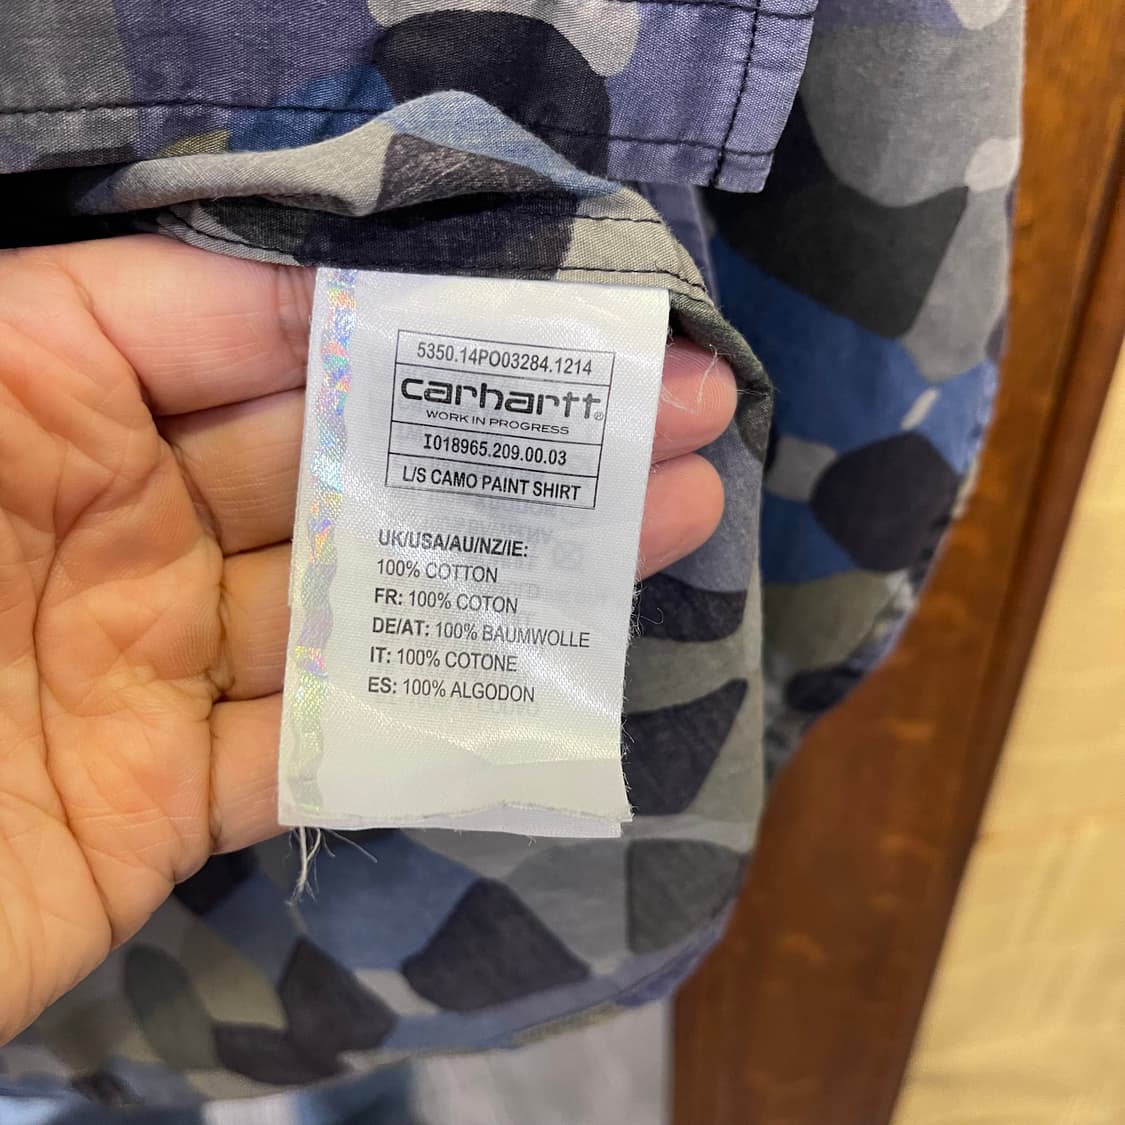 5350.14PO03284.1214
carhartt®
WORK IN PROGRESS
I018965.209.00.03
L/S CAMO PAINT SHIRT
UK/USA/AU/NZ/IE:
100% COTTON
FR: 100% COTON
DE/AT: 100% BAUMWOLLE
IT: 100% COTONE
ES: 100% ALGODON